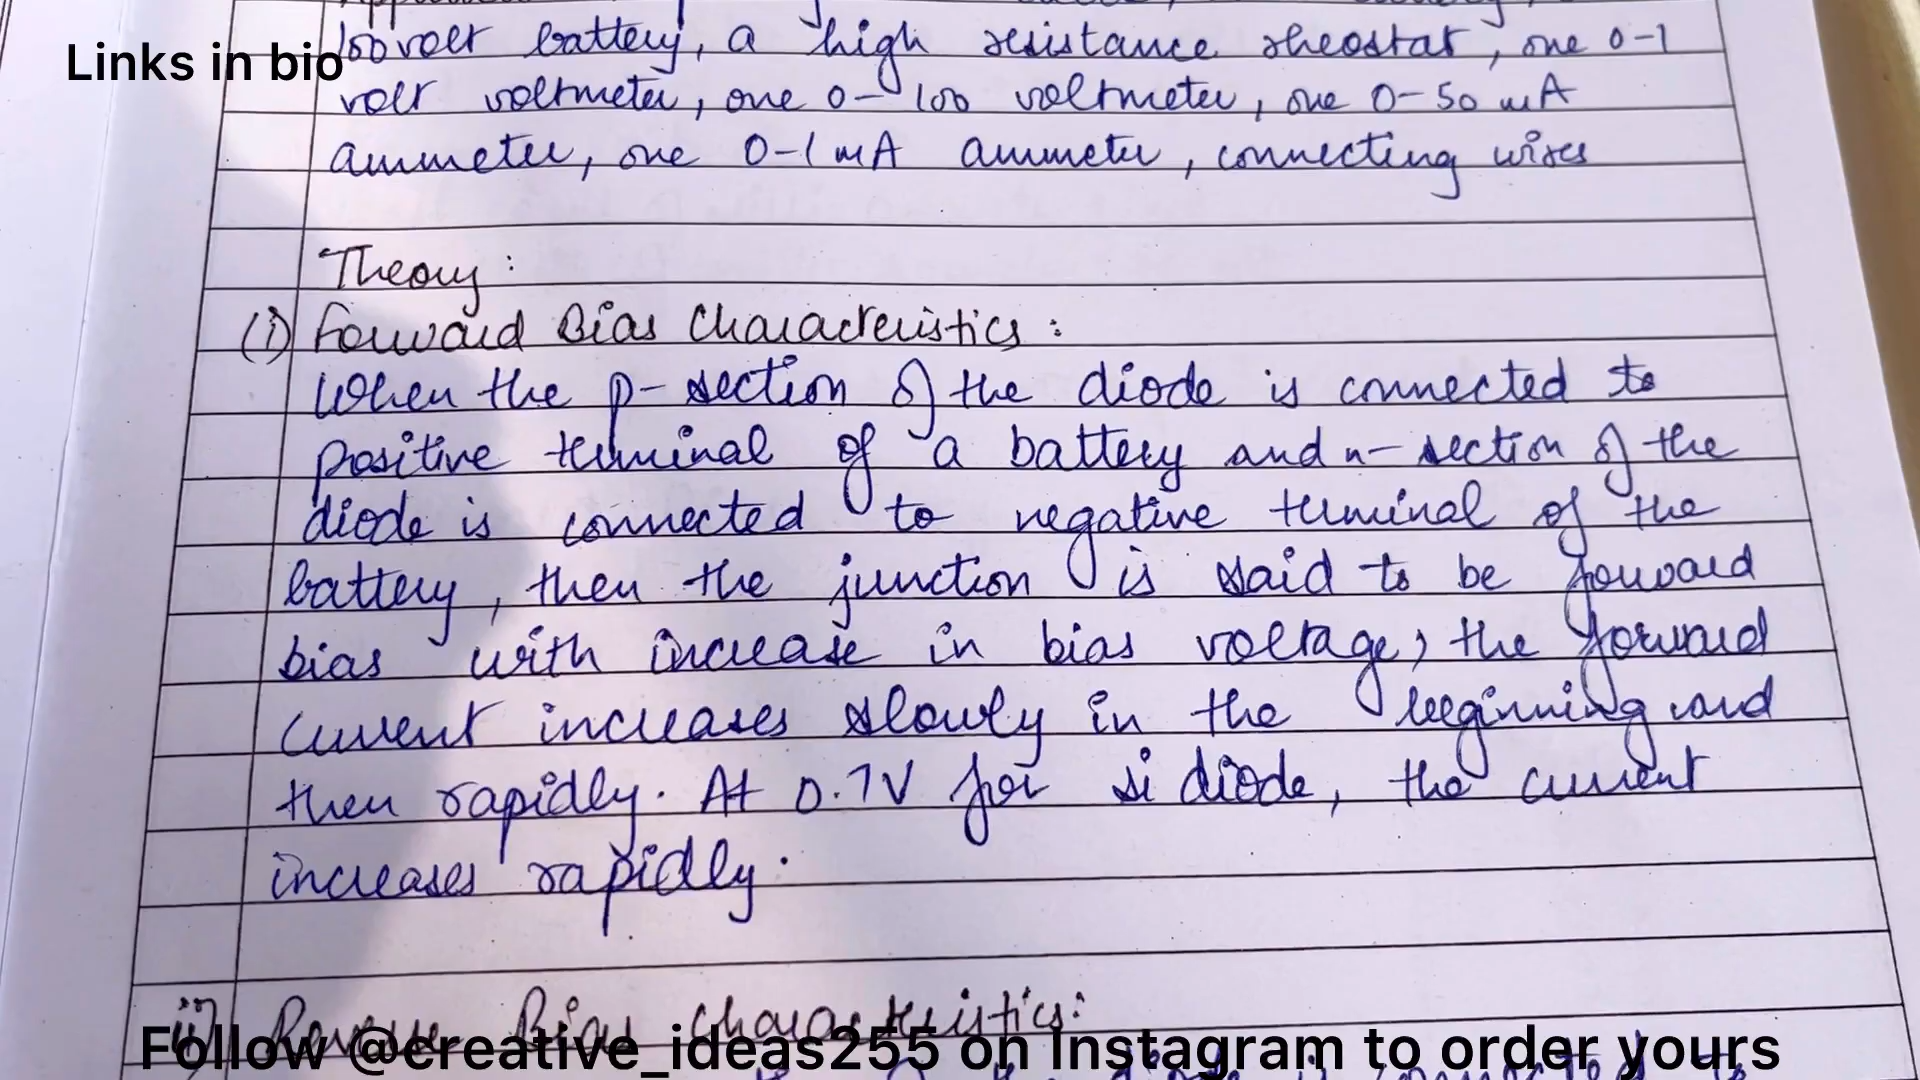 Links in bio
100 volt battery, a high resistance rheostat, one 0-1
volt voltmeter, one 0-100 voltmeter, one 0-50 mA
ammeter, one 0-1 mA ammeter, connecting wires
Theory:
(i) Forward Bias Characteristics:
When the p-section of the diode is connected to
positive terminal of a battery and n-section of the
diode is connected to negative terminal of the
battery, then the junction is said to be forward
bias with increase in bias voltage, the forward
current increases slowly in the beginning and
then rapidly. At 0.7V for si diode, the current
increases rapidly.
ii) Reverse Bias Characteristics:
Follow @creative_ideas255 on Instagram to order yours